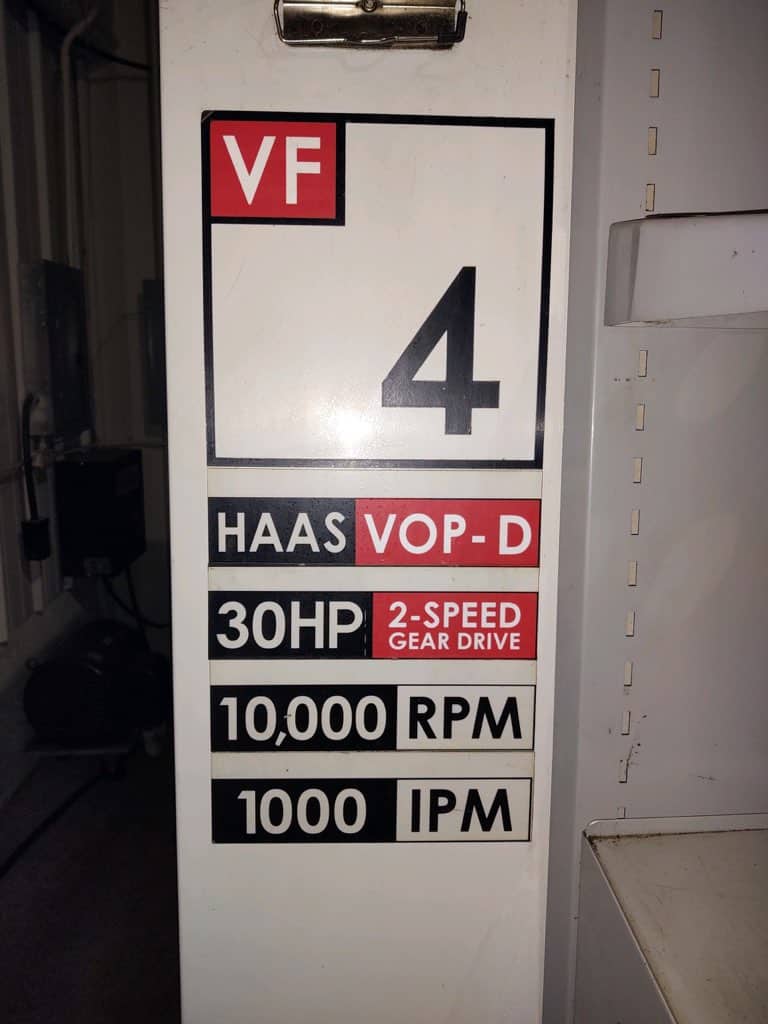 VF
4
HAAS VOP-D
30HP 2-SPEED GEAR DRIVE
10,000 RPM
1000 IPM